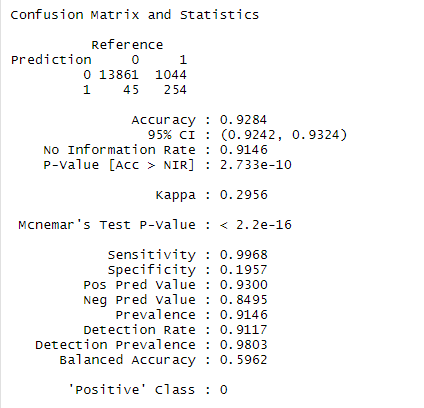 Confusion Matrix and Statistics
Reference
Prediction 0 1
0 13861 1044
1 45 254
Accuracy : 0.9284
95% CI : (0.9242, 0.9324)
No Information Rate : 0.9146
P-Value [Acc > NIR] : 2.733e-10
Kappa : 0.2956
Mcnemar's Test P-Value : < 2.2e-16
Sensitivity : 0.9968
Specificity : 0.1957
Pos Pred Value : 0.9300
Neg Pred Value : 0.8495
Prevalence : 0.9146
Detection Rate : 0.9117
Detection Prevalence : 0.9803
Balanced Accuracy : 0.5962
'Positive' Class : 0